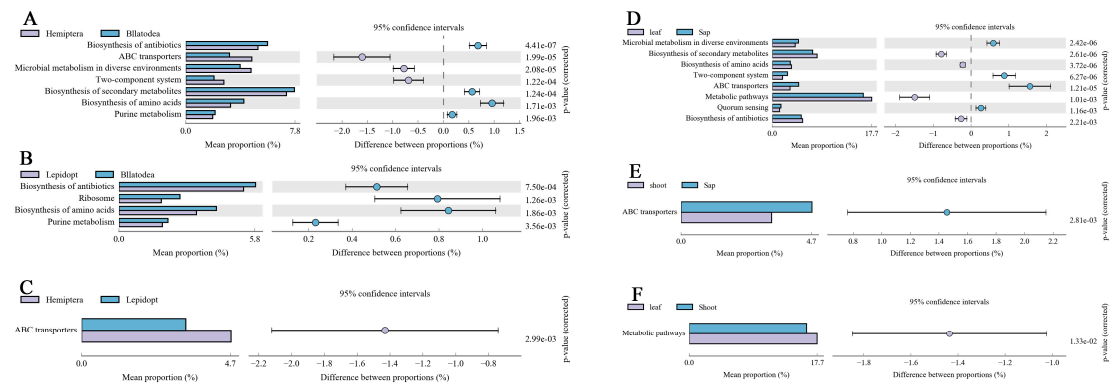 A
95% confidence intervals
Hemiptera Bllatodea
Biosynthesis of antibiotics 4.41e-07
ABC transporters 1.99e-05
Microbial metabolism in diverse environments 2.08e-05
Two-component system 1.22e-04
Biosynthesis of secondary metabolites 1.24e-04
Biosynthesis of amino acids 1.71e-03
Purine metabolism 1.96e-03
p-value (corrected)
0.0 7.8 −2.0 −1.5 −1.0 −0.5 0.0 0.5 1.0 1.5
Mean proportion (%) Difference between proportions (%)
B
95% confidence intervals
Lepidopt Bllatodea
Biosynthesis of antibiotics 7.50e-04
Ribosome 1.26e-03
Biosynthesis of amino acids 1.86e-03
Purine metabolism 3.56e-03
p-value (corrected)
0.0 5.8 0.2 0.4 0.6 0.8 1.0
Mean proportion (%) Difference between proportions (%)
C
95% confidence intervals
Hemiptera Lepidopt
ABC transporters 2.99e-03
p-value (corrected)
0.0 4.7 −2.2 −2.0 −1.8 −1.6 −1.4 −1.2 −1.0 −0.8
Mean proportion (%) Difference between proportions (%)
D
95% confidence intervals
leaf Sap
Microbial metabolism in diverse environments 2.42e-06
Biosynthesis of secondary metabolites 2.61e-06
Biosynthesis of amino acids 3.72e-06
Two-component system 6.27e-06
ABC transporters 1.21e-05
Metabolic pathways 1.01e-03
Quorum sensing 1.16e-03
Biosynthesis of antibiotics 2.21e-03
p-value (corrected)
0.0 17.7 −2 −1 0 1 2
Mean proportion (%) Difference between proportions (%)
E
95% confidence intervals
shoot Sap
ABC transporters 2.81e-03
p-value (corrected)
0.0 4.7 0.8 1.0 1.2 1.4 1.6 1.8 2.0 2.2
Mean proportion (%) Difference between proportions (%)
F
95% confidence intervals
leaf Shoot
Metabolic pathways 1.33e-02
p-value (corrected)
0.0 17.7 −1.8 −1.6 −1.4 −1.2 −1.0
Mean proportion (%) Difference between proportions (%)